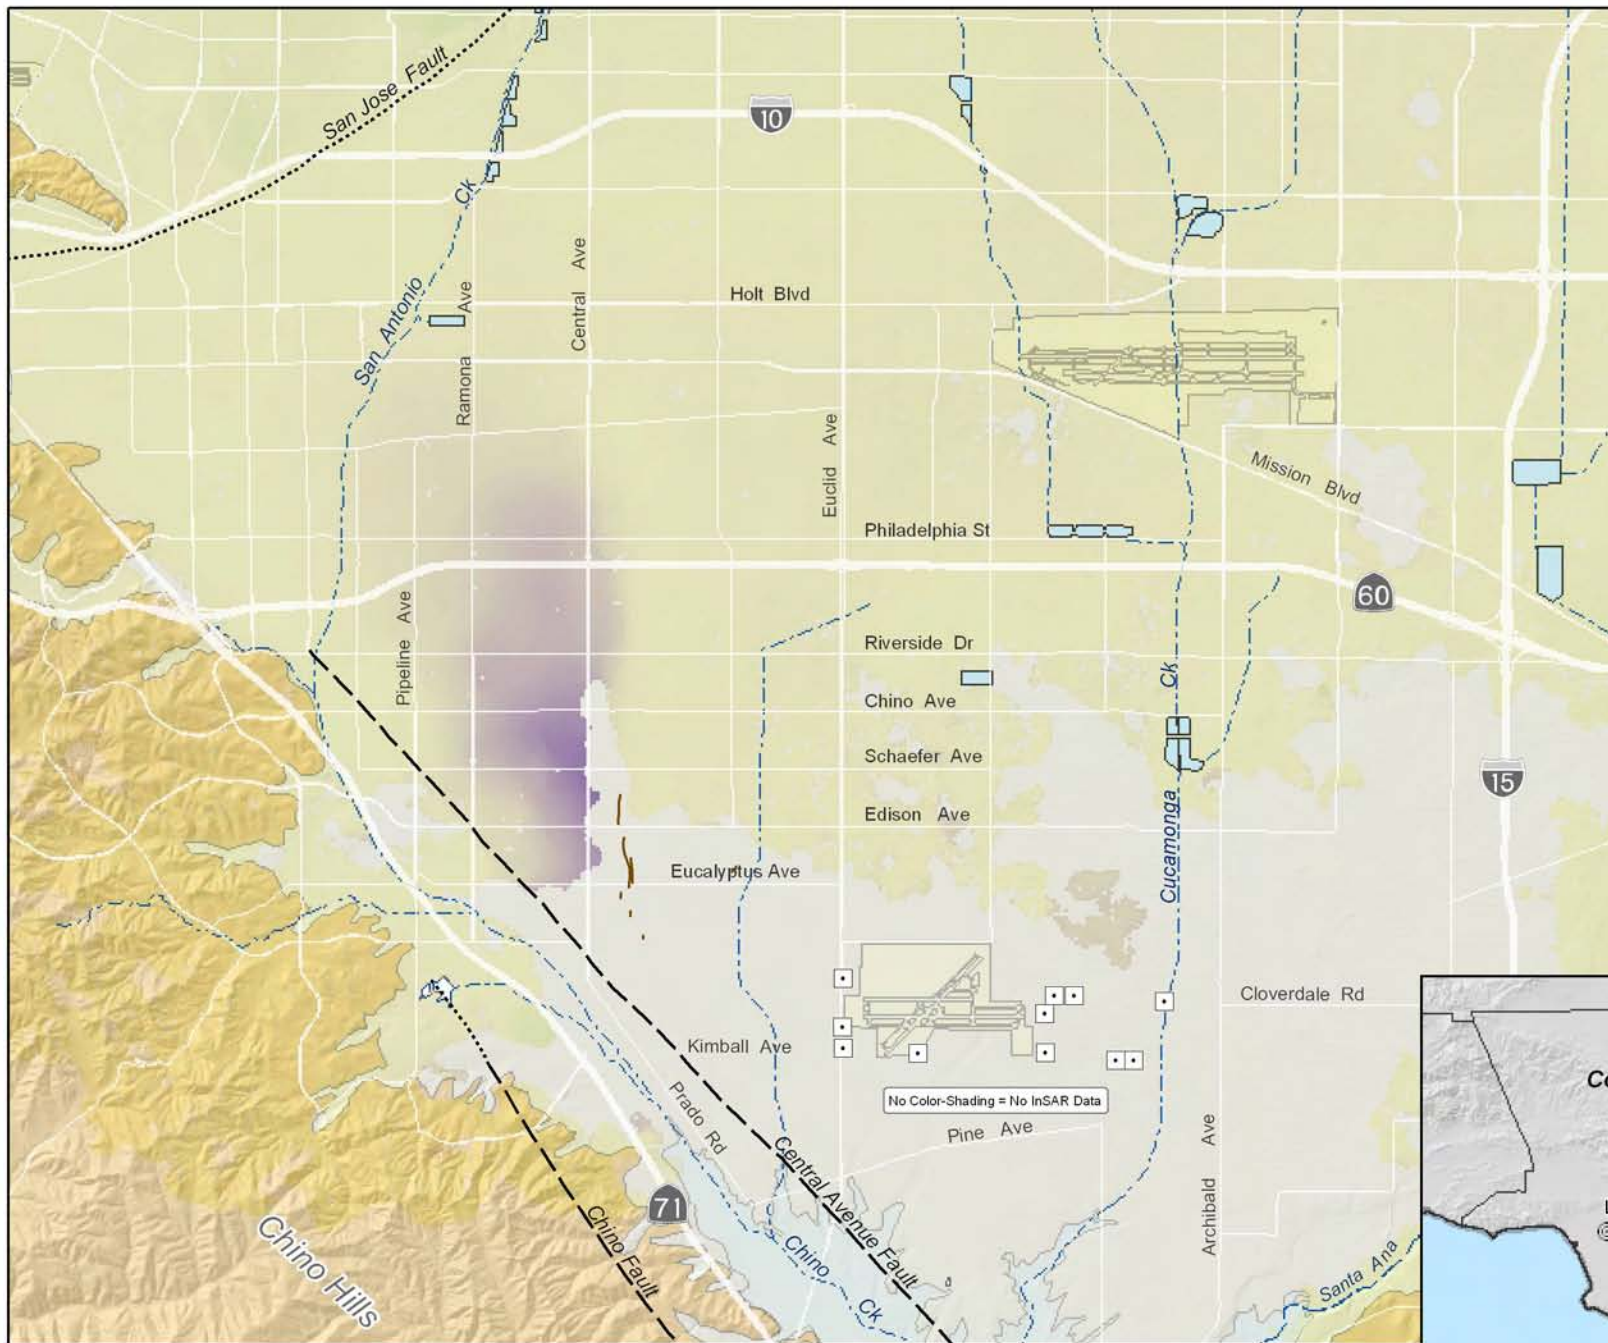 San Jose Fault
10
San Antonio
Ck
Ramona Ave
Central Ave
Holt Blvd
Euclid Ave
Mission Blvd
Philadelphia St
60
Pipeline Ave
Riverside Dr
Chino Ave
Schaefer Ave
Edison Ave
Eucalyptus Ave
Cucamonga
Ck
15
Cloverdale Rd
Kimball Ave
No Color-Shading = No InSAR Data
Prado Rd
Pine Ave
Archibald Ave
Central Avenue Fault
71
Chino Fault
Chino Hills
Chino
Ck
Santa Ana
Co
L